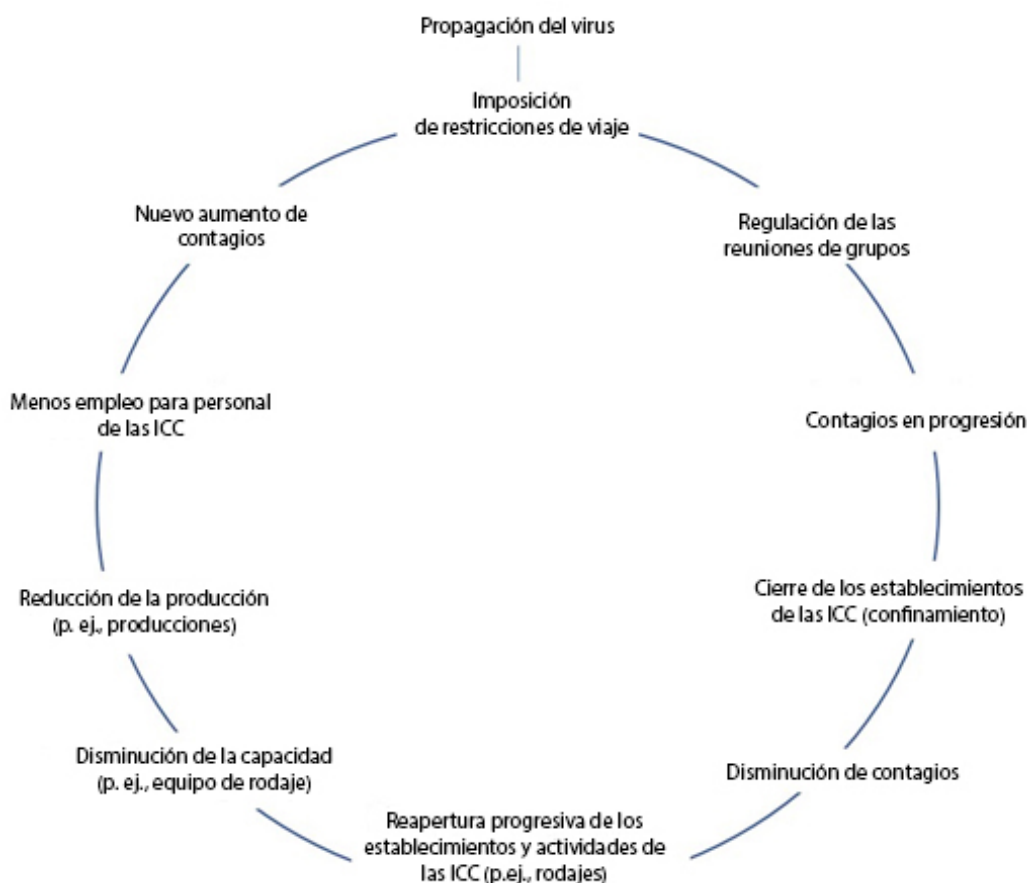 Propagación del virus
Imposición
de restricciones de viaje
Regulación de las
reuniones de grupos
Contagios en progresión
Cierre de los establecimientos
de las ICC (confinamiento)
Disminución de contagios
Reapertura progresiva de los
establecimientos y actividades de
las ICC (p.ej., rodajes)
Disminución de la capacidad
(p. ej., equipo de rodaje)
Reducción de la producción
(p. ej., producciones)
Menos empleo para personal
de las ICC
Nuevo aumento de
contagios